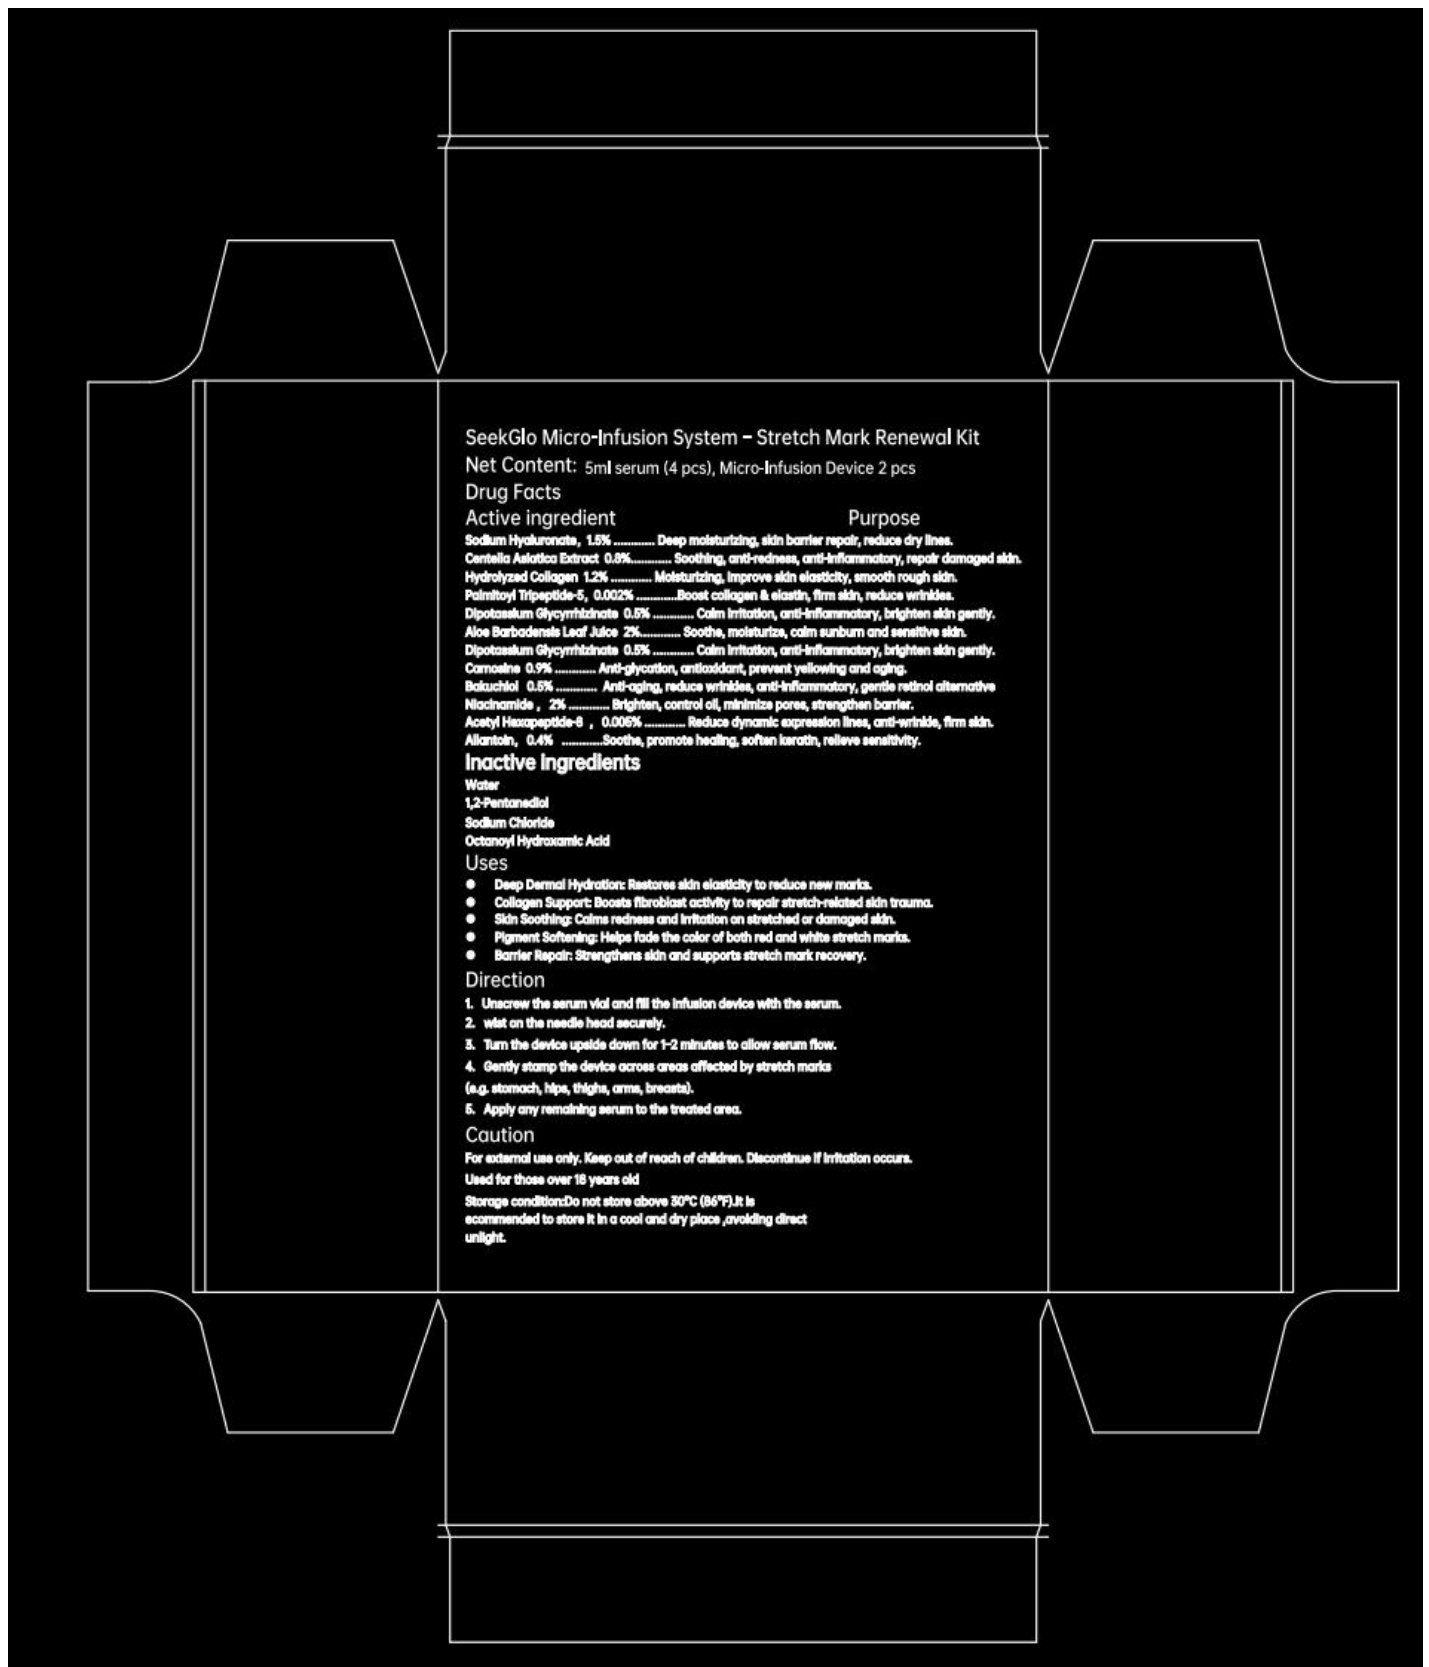 SeekGlo Micro-Infusion System – Stretch Mark Renewal Kit
Net Content: 5ml serum (4 pcs), Micro-Infusion Device 2 pcs
Drug Facts
Active ingredient Purpose
Sodium Hyaluronate, 1.5% ............ Deep moisturizing, skin barrier repair, reduce dry lines.
Centella Asiatica Extract 0.8%............ Soothing, anti-redness, anti-inflammatory, repair damaged skin.
Hydrolyzed Collagen 1.2% ............ Moisturizing, improve skin elasticity, smooth rough skin.
Palmitoyl Tripeptide-5, 0.002% ............Boost collagen & elastin, firm skin, reduce wrinkles.
Dipotassium Glycyrrhizinate 0.5% ............ Calm irritation, anti-inflammatory, brighten skin gently.
Aloe Barbadensis Leaf Juice 2%............ Soothe, moisturize, calm sunburn and sensitive skin.
Dipotassium Glycyrrhizinate 0.5% ............ Calm irritation, anti-inflammatory, brighten skin gently.
Carnosine 0.9% ............ Anti-glycation, antioxidant, prevent yellowing and aging.
Bakuchiol 0.5% ............ Anti-aging, reduce wrinkles, anti-inflammatory, gentle retinol alternative
Niacinamide , 2% ............ Brighten, control oil, minimize pores, strengthen barrier.
Acetyl Hexapeptide-8 , 0.005% ............ Reduce dynamic expression lines, anti-wrinkle, firm skin.
Allantoin, 0.4% ............Soothe, promote healing, soften keratin, relieve sensitivity.
Inactive ingredients
Water
1,2-Pentanediol
Sodium Chloride
Octanoyl Hydroxamic Acid
Uses
● Deep Dermal Hydration: Restores skin elasticity to reduce new marks.
● Collagen Support: Boosts fibroblast activity to repair stretch-related skin trauma.
● Skin Soothing: Calms redness and irritation on stretched or damaged skin.
● Pigment Softening: Helps fade the color of both red and white stretch marks.
● Barrier Repair: Strengthens skin and supports stretch mark recovery.
Direction
1. Unscrew the serum vial and fill the infusion device with the serum.
2. wist on the needle head securely.
3. Turn the device upside down for 1-2 minutes to allow serum flow.
4. Gently stamp the device across areas affected by stretch marks
(e.g. stomach, hips, thighs, arms, breasts).
5. Apply any remaining serum to the treated area.
Caution
For external use only. Keep out of reach of children. Discontinue if irritation occurs.
Used for those over 18 years old
Storage condition:Do not store above 30°C (86°F).It is
ecommended to store it in a cool and dry place ,avoiding direct
unlight.